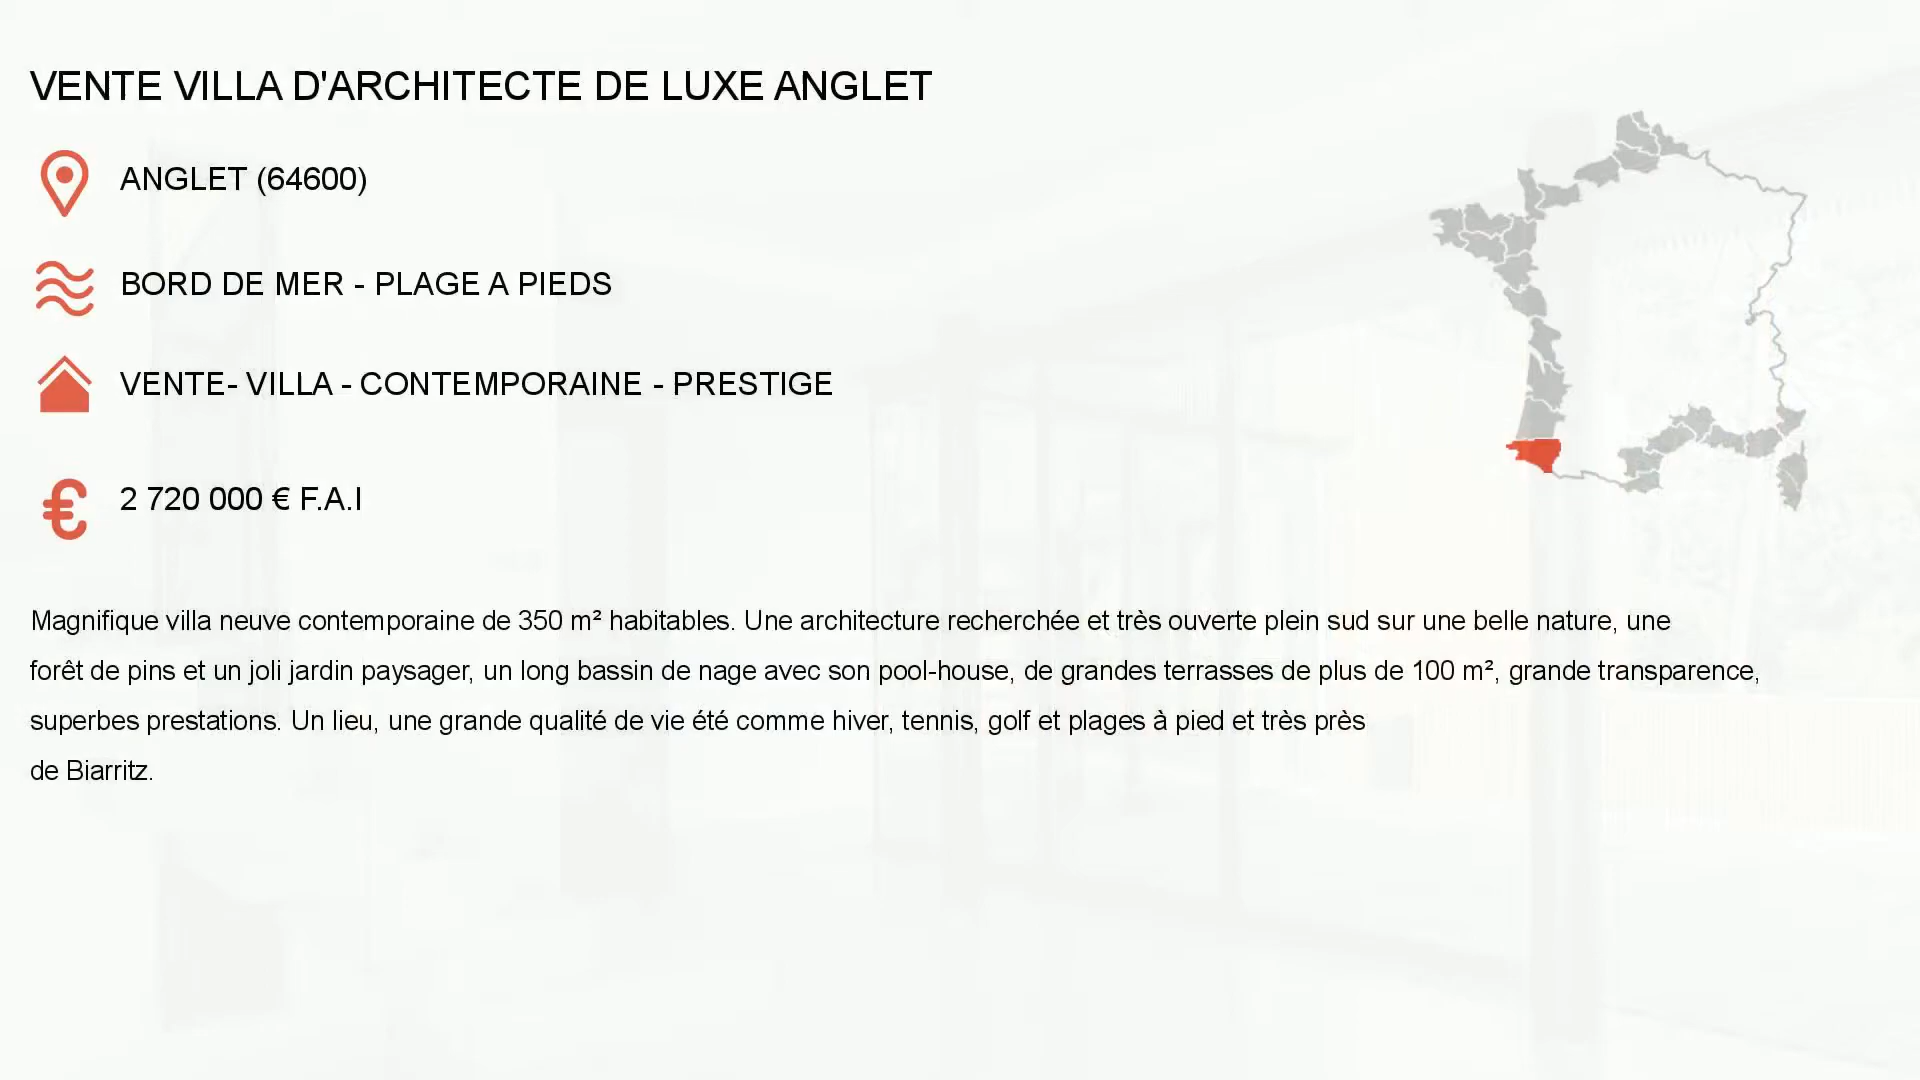 VENTE VILLA D'ARCHITECTE DE LUXE ANGLET
ANGLET (64600)
BORD DE MER - PLAGE A PIEDS
VENTE- VILLA - CONTEMPORAINE - PRESTIGE
2 720 000 € F.A.I
Magnifique villa neuve contemporaine de 350 m² habitables. Une architecture recherchée et très ouverte plein sud sur une belle nature, une
forêt de pins et un joli jardin paysager, un long bassin de nage avec son pool-house, de grandes terrasses de plus de 100 m², grande transparence,
superbes prestations. Un lieu, une grande qualité de vie été comme hiver, tennis, golf et plages à pied et très près
de Biarritz.